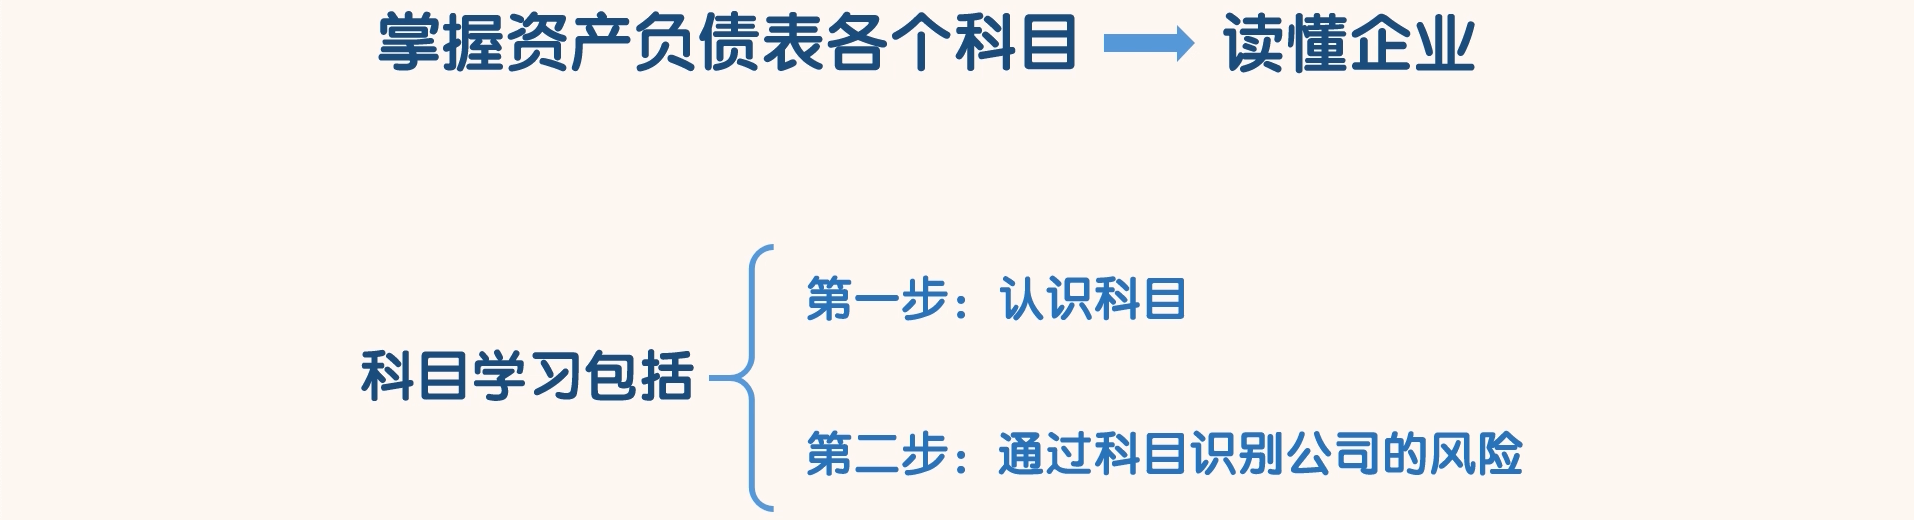 掌握资产负债表各个科目 读懂企业
第一步：认识科目
科目学习包括
第二步：通过科目识别公司的风险